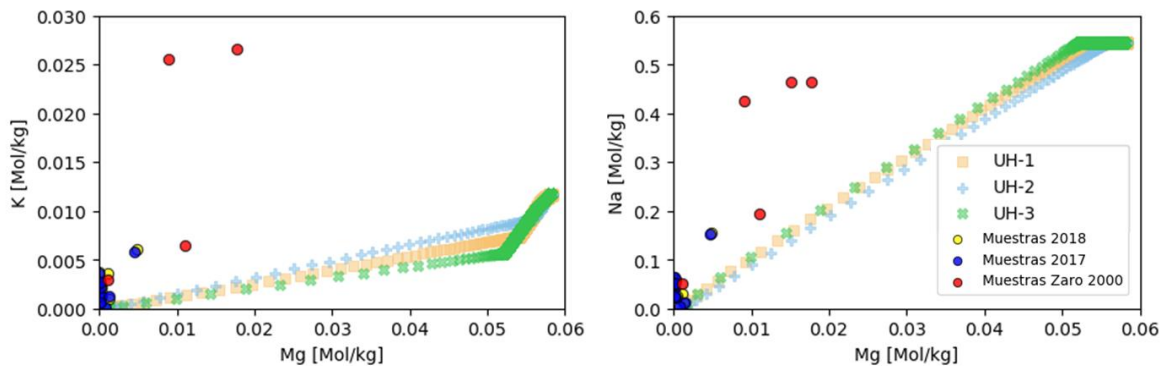 0.030
0.025
0.020
0.015
0.010
0.005
0.000
K [Mol/kg]
0.00 0.01 0.02 0.03 0.04 0.05 0.06
Mg [Mol/kg]
0.6
0.5
0.4
0.3
0.2
0.1
0.0
Na [Mol/kg]
UH-1
UH-2
UH-3
Muestras 2018
Muestras 2017
Muestras Zaro 2000
0.00 0.01 0.02 0.03 0.04 0.05 0.06
Mg [Mol/kg]